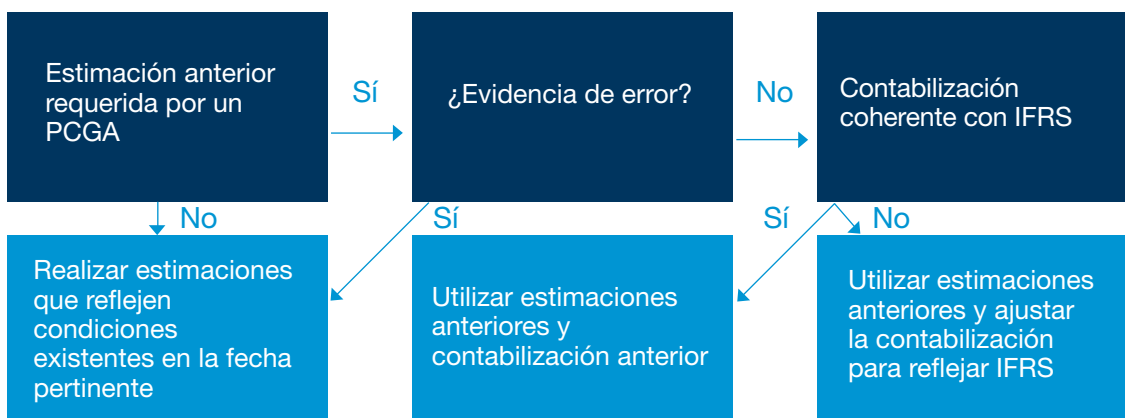 Estimación anterior
requerida por un
PCGA
Sí
¿Evidencia de error?
No
Contabilización
coherente con IFRS
No
Sí
Sí
No
Realizar estimaciones
que reflejen
condiciones
existentes en la fecha
pertinente
Utilizar estimaciones
anteriores y
contabilización anterior
Utilizar estimaciones
anteriores y ajustar
la contabilización
para reflejar IFRS